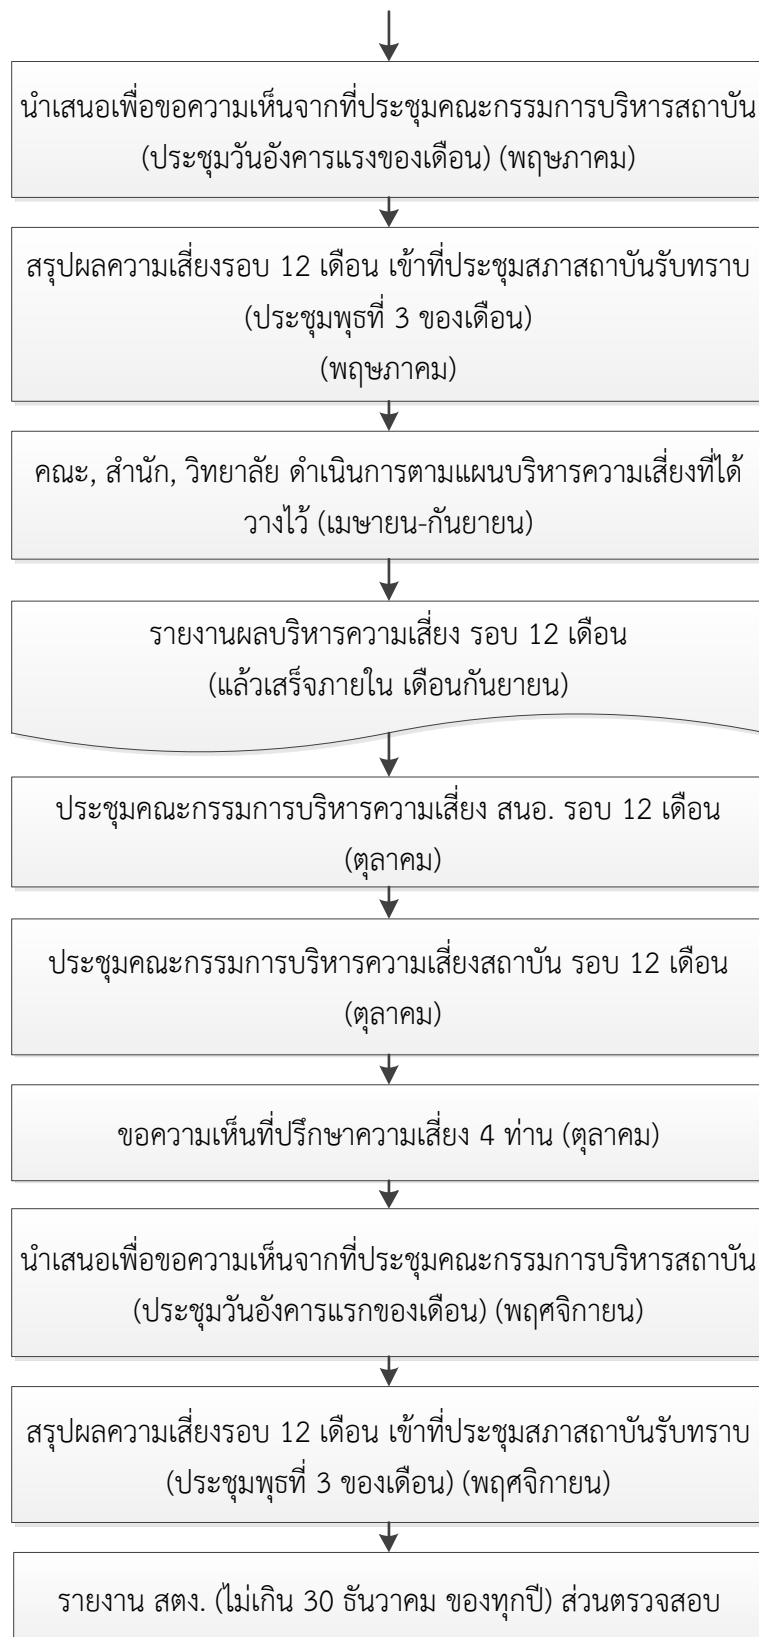 นำเสนอเพื่อขอความเห็นจากที่ประชุมคณะกรรมการบริหารสถาบัน
(ประชุมวันอังคารแรงของเดือน) (พฤษภาคม)
สรุปผลความเสี่ยงรอบ 12 เดือน เข้าที่ประชุมสภาสถาบันรับทราบ
(ประชุมพุธที่ 3 ของเดือน)
(พฤษภาคม)
คณะ, สำนัก, วิทยาลัย ดำเนินการตามแผนบริหารความเสี่ยงที่ได้
วางไว้ (เมษายน-กันยายน)
รายงานผลบริหารความเสี่ยง รอบ 12 เดือน
(แล้วเสร็จภายใน เดือนกันยายน)
ประชุมคณะกรรมการบริหารความเสี่ยง สนอ. รอบ 12 เดือน
(ตุลาคม)
ประชุมคณะกรรมการบริหารความเสี่ยงสถาบัน รอบ 12 เดือน
(ตุลาคม)
ขอความเห็นที่ปรึกษาความเสี่ยง 4 ท่าน (ตุลาคม)
นำเสนอเพื่อขอความเห็นจากที่ประชุมคณะกรรมการบริหารสถาบัน
(ประชุมวันอังคารแรกของเดือน) (พฤศจิกายน)
สรุปผลความเสี่ยงรอบ 12 เดือน เข้าที่ประชุมสภาสถาบันรับทราบ
(ประชุมพุธที่ 3 ของเดือน) (พฤศจิกายน)
รายงาน สตง. (ไม่เกิน 30 ธันวาคม ของทุกปี) ส่วนตรวจสอบ